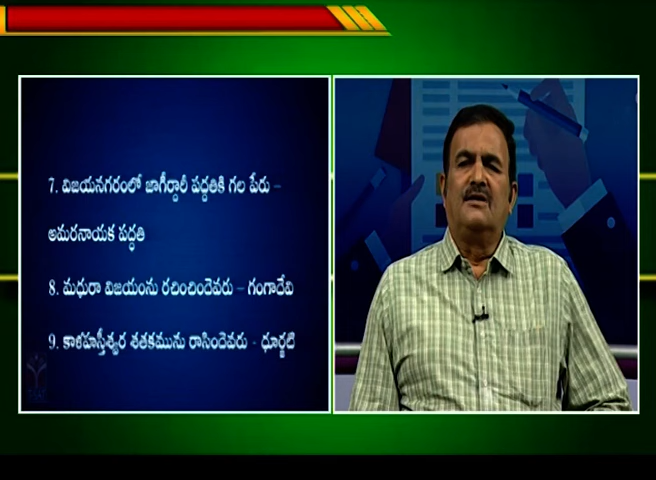 7. విజయనగరంలో జాగీర్దారీ పద్దతికి గల పేరు –
అమరనాయక పద్ధతి
8. మధురా విజయంను రచించిందెవరు – గంగాదేవి
9. కాళహస్తీశ్వర శతకమును రాసిందెవరు - ధూర్జటి